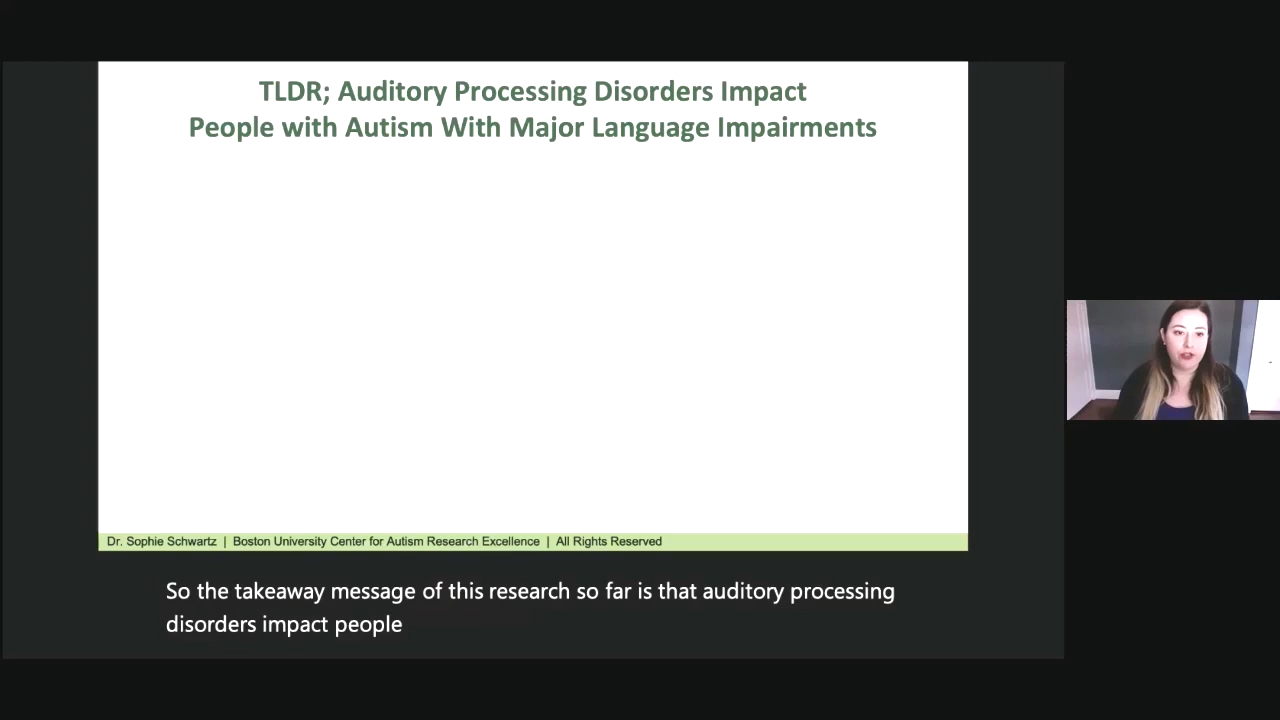 TLDR; Auditory Processing Disorders Impact
People with Autism With Major Language Impairments
Dr. Sophie Schwartz | Boston University Center for Autism Research Excellence | All Rights Reserved
So the takeaway message of this research so far is that auditory processing
disorders impact people